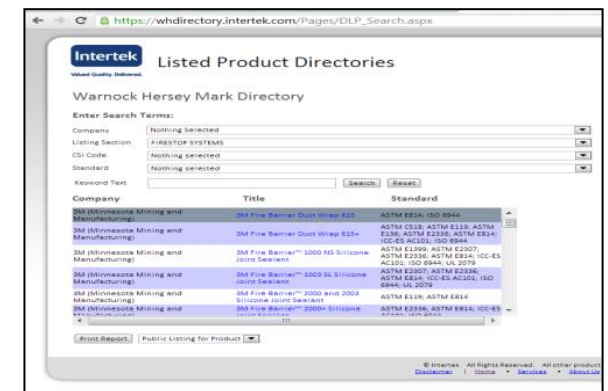 https://whdirectory.intertek.com/Pages/DLP_Search.aspx
Intertek
Valued Quality. Delivered.
Listed Product Directories
Warnock Hersey Mark Directory
Enter Search Terms:
Company Nothing Selected
Listing Section FIRESTOP SYSTEMS
CSI Code Nothing selected
Standard Nothing selected
Keyword Text Search Reset
Company Title Standard
3M (Minnesota Mining and Manufacturing) 3M Fire Barrier Duct Wrap 615 ASTM E814; ISO 6944
3M (Minnesota Mining and Manufacturing) 3M Fire Barrier Duct Wrap 615+ ASTM C518; ASTM E119; ASTM
E136; ASTM E2336; ASTM E814;
ICC-ES AC101; ISO 6944
3M (Minnesota Mining and Manufacturing) 3M Fire Barrier™ 1000 NS Silicone Joint Sealant ASTM E1399; ASTM E2307;
ASTM E2336; ASTM E814; ICC-ES
AC101; ISO 6944; UL 2079
3M (Minnesota Mining and Manufacturing) 3M Fire Barrier™ 1003 SL Silicone Joint Sealant ASTM E2307; ASTM E2336;
ASTM E814; ICC-ES AC101; ISO
6944; UL 2079
3M (Minnesota Mining and Manufacturing) 3M Fire Barrier™ 2000 and 2003 Silicone Joint Sealant ASTM E119; ASTM E814
3M (Minnesota Mining and 3M Fire Barrier™ 2000+ Silicone ASTM E2336; ASTM E814; ICC-ES
Print Report Public Listing for Product
© Intertek All Rights Reserved. All other product
Disclaimer | Home • Services • About Us